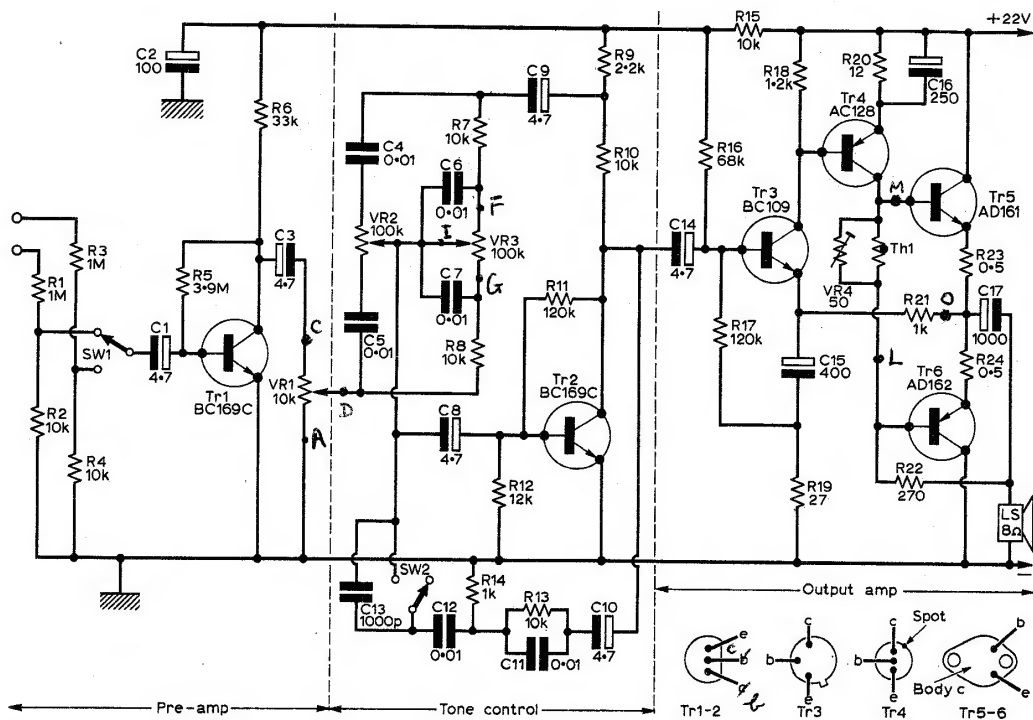 R15
10k
+22V
C2
100
R9
2·2k
R18
1·2k
R20
12
C16
250
C9
4·7
Tr4
AC128
R6
33k
R7
10k
C4
0·01
C6
0·01
R10
10k
R16
68k
Tr3
BC109
M
Tr5
AD161
F
VR2
100k
I
VR3
100k
C14
4·7
R3
1M
C3
4·7
Th1
R23
0·5
R1
1M
R5
3·9M
G
C7
0·01
R11
120k
VR4
50
R21
1k
O
C17
1000
C5
0·01
R8
10k
R17
120k
C15
400
L
R24
0·5
SW1
C1
4·7
C
Tr1
BC169C
VR1
10k
D
A
Tr2
BC169C
Tr6
AD162
R2
10k
R4
10k
C8
4·7
R12
12k
R19
27
R22
270
LS
8Ω
SW2
R14
1k
C13
1000p
C12
0·01
R13
10k
C11
0·01
C10
4·7
Output amp
Spot
e
c
b
b
c
b
e
Tr1-2
Tr3
c
b
e
Tr4
b
Body c
e
Tr5-6
Pre-amp
Tone control